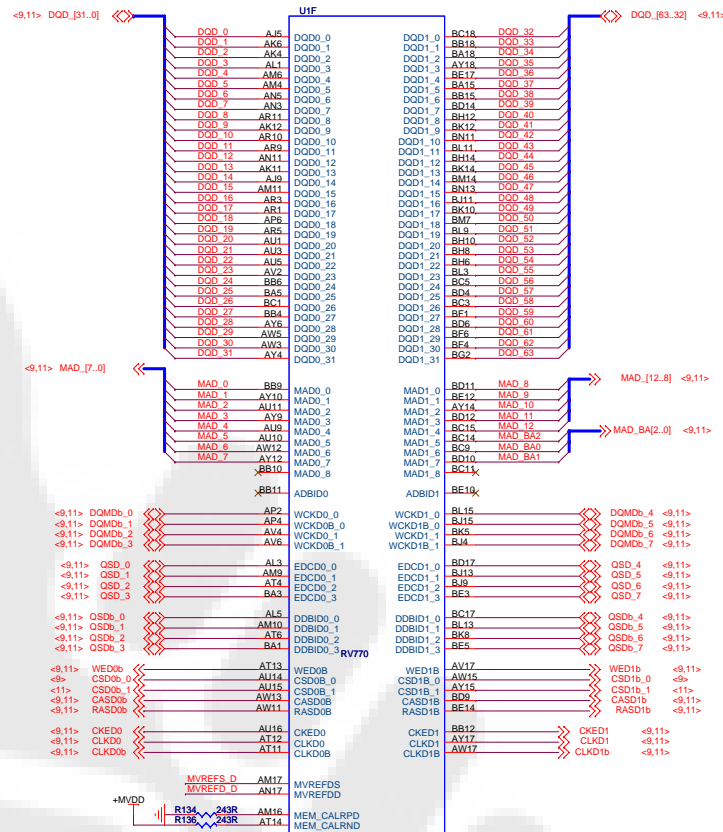 U1F
<9,11> DQD_[31..0] DQD_[63..32] <9,11>
DQD_0 AJ5 DQD0_0 DQD1_0 BC18 DQD_32
DQD_1 AK6 DQD0_1 DQD1_1 BB18 DQD_33
DQD_2 AK4 DQD0_2 DQD1_2 BA18 DQD_34
DQD_3 AL1 DQD0_3 DQD1_3 AY18 DQD_35
DQD_4 AM6 DQD0_4 DQD1_4 BE17 DQD_36
DQD_5 AM4 DQD0_5 DQD1_5 BA15 DQD_37
DQD_6 AN5 DQD0_6 DQD1_6 BB15 DQD_38
DQD_7 AN3 DQD0_7 DQD1_7 BD14 DQD_39
DQD_8 AR11 DQD0_8 DQD1_8 BH12 DQD_40
DQD_9 AK12 DQD0_9 DQD1_9 BK12 DQD_41
DQD_10 AR10 DQD0_10 DQD1_10 BN11 DQD_42
DQD_11 AR9 DQD0_11 DQD1_11 BL11 DQD_43
DQD_12 AN11 DQD0_12 DQD1_12 BH14 DQD_44
DQD_13 AK11 DQD0_13 DQD1_13 BK14 DQD_45
DQD_14 AJ9 DQD0_14 DQD1_14 BM14 DQD_46
DQD_15 AM11 DQD0_15 DQD1_15 BN13 DQD_47
DQD_16 AR3 DQD0_16 DQD1_16 BJ11 DQD_48
DQD_17 AR1 DQD0_17 DQD1_17 BK10 DQD_49
DQD_18 AP6 DQD0_18 DQD1_18 BM7 DQD_50
DQD_19 AR5 DQD0_19 DQD1_19 BL9 DQD_51
DQD_20 AU1 DQD0_20 DQD1_20 BH10 DQD_52
DQD_21 AU3 DQD0_21 DQD1_21 BH8 DQD_53
DQD_22 AU5 DQD0_22 DQD1_22 BH6 DQD_54
DQD_23 AV2 DQD0_23 DQD1_23 BL3 DQD_55
DQD_24 BB6 DQD0_24 DQD1_24 BC5 DQD_56
DQD_25 BA5 DQD0_25 DQD1_25 BD4 DQD_57
DQD_26 BC1 DQD0_26 DQD1_26 BC3 DQD_58
DQD_27 BB4 DQD0_27 DQD1_27 BE1 DQD_59
DQD_28 AY6 DQD0_28 DQD1_28 BD6 DQD_60
DQD_29 AW5 DQD0_29 DQD1_29 BF6 DQD_61
DQD_30 AW3 DQD0_30 DQD1_30 BF4 DQD_62
DQD_31 AY4 DQD0_31 DQD1_31 BG2 DQD_63
<9,11> MAD_[7..0] MAD_[12..8] <9,11>
MAD_0 BB9 MAD0_0 MAD1_0 BD11 MAD_8
MAD_1 AY10 MAD0_1 MAD1_1 BE12 MAD_9
MAD_2 AU11 MAD0_2 MAD1_2 AY14 MAD_10
MAD_3 AY9 MAD0_3 MAD1_3 BD12 MAD_11
MAD_4 AU9 MAD0_4 MAD1_4 BC15 MAD_12
MAD_5 AU10 MAD0_5 MAD1_5 BC14 MAD_BA2 MAD_BA[2..0] <9,11>
MAD_6 AW12 MAD0_6 MAD1_6 BC9 MAD_BA0
MAD_7 AY12 MAD0_7 MAD1_7 BD10 MAD_BA1
BB10 MAD0_8 MAD1_8 BC11
BB11 ADBID0 ADBID1 BE10
<9,11> DQMDb_0 AP2 WCKD0_0 WCKD1_0 BL15 DQMDb_4 <9,11>
<9,11> DQMDb_1 AP4 WCKD0B_0 WCKD1B_0 BJ15 DQMDb_5 <9,11>
<9,11> DQMDb_2 AV4 WCKD0_1 WCKD1_1 BK5 DQMDb_6 <9,11>
<9,11> DQMDb_3 AV6 WCKD0B_1 WCKD1B_1 BJ4 DQMDb_7 <9,11>
<9,11> QSD_0 AL3 EDCD0_0 EDCD1_0 BD17 QSD_4 <9,11>
<9,11> QSD_1 AM9 EDCD0_1 EDCD1_1 BJ13 QSD_5 <9,11>
<9,11> QSD_2 AT4 EDCD0_2 EDCD1_2 BJ9 QSD_6 <9,11>
<9,11> QSD_3 BA3 EDCD0_3 EDCD1_3 BE3 QSD_7 <9,11>
<9,11> QSDb_0 AL5 DDBID0_0 DDBID1_0 BC17 QSDb_4 <9,11>
<9,11> QSDb_1 AM10 DDBID0_1 DDBID1_1 BL13 QSDb_5 <9,11>
<9,11> QSDb_2 AT6 DDBID0_2 DDBID1_2 BK8 QSDb_6 <9,11>
<9,11> QSDb_3 BA1 DDBID0_3 DDBID1_3 BE5 QSDb_7 <9,11>
RV770
<9,11> WED0b AT13 WED0B WED1B AV17 WED1b <9,11>
<9> CSD0b_0 AU14 CSD0B_0 CSD1B_0 AW15 CSD1b_0 <9>
<11> CSD0b_1 AU15 CSD0B_1 CSD1B_1 AY15 CSD1b_1 <11>
<9,11> CASD0b AW13 CASD0B CASD1B BD9 CASD1b <9,11>
<9,11> RASD0b AW11 RASD0B RASD1B BE14 RASD1b <9,11>
<9,11> CKED0 AU16 CKED0 CKED1 BB12 CKED1 <9,11>
<9,11> CLKD0 AT12 CLKD0 CLKD1 AY17 CLKD1 <9,11>
<9,11> CLKD0b AT11 CLKD0B CLKD1B AW17 CLKD1b <9,11>
MVREFS_D AM17 MVREFDS
MVREFD_D AN17 MVREFDD
+MVDD
R134 243R AM16 MEM_CALRPD
R136 243R AT14 MEM_CALRND